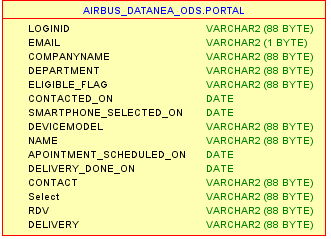 AIRBUS_DATANEA_ODS.PORTAL
LOGINID VARCHAR2 (88 BYTE)
EMAIL VARCHAR2 (1 BYTE)
COMPANYNAME VARCHAR2 (88 BYTE)
DEPARTMENT VARCHAR2 (88 BYTE)
ELIGIBLE_FLAG VARCHAR2 (88 BYTE)
CONTACTED_ON DATE
SMARTPHONE_SELECTED_ON DATE
DEVICEMODEL VARCHAR2 (88 BYTE)
NAME VARCHAR2 (88 BYTE)
APOINTMENT_SCHEDULED_ON DATE
DELIVERY_DONE_ON DATE
CONTACT VARCHAR2 (88 BYTE)
Select VARCHAR2 (88 BYTE)
RDV VARCHAR2 (88 BYTE)
DELIVERY VARCHAR2 (88 BYTE)